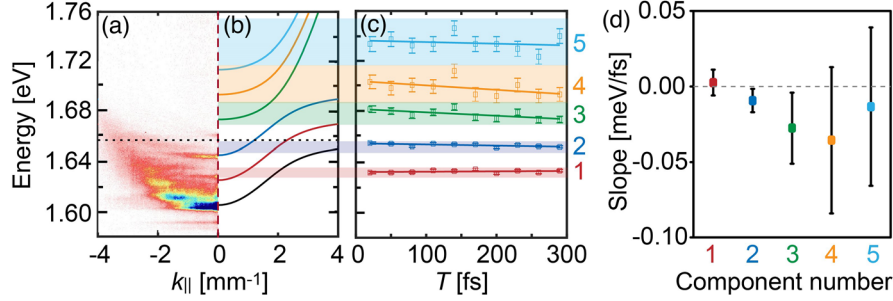 (a) (b) (c) (d)
Energy [eV]
1.76
1.72
1.68
1.64
1.60
-4 -2 0 2 4
k|| [mm-1]
5
4
3
2
1
0 100 200 300
T [fs]
Slope [meV/fs]
0.05
0.00
-0.05
-0.10
1 2 3 4 5
Component number